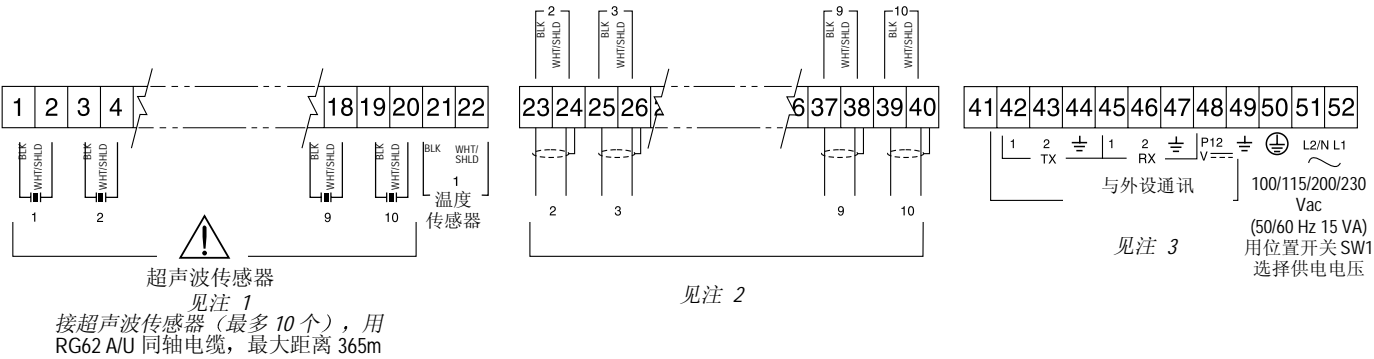 2 3 9 10
BLK WHT/SHLD BLK WHT/SHLD BLK WHT/SHLD BLK WHT/SHLD
1 2 3 4 18 19 20 21 22
23 24 25 26 6 37 38 39 40
41 42 43 44 45 46 47 48 49 50 51 52
BLK WHT/SHLD BLK WHT/SHLD BLK WHT/SHLD BLK WHT/SHLD
BLK WHT/
SHLD
1
温度
传感器
1 2 9 10
超声波传感器
见注 1
接超声波传感器（最多 10 个），用
RG62 A/U 同轴电缆，最大距离 365m
2 3 9 10
见注 2
1 2 1 2 P12
TX RX V
L2/N L1
与外设通讯
见注 3
100/115/200/230
Vac
(50/60 Hz 15 VA)
用位置开关 SW1
选择供电电压